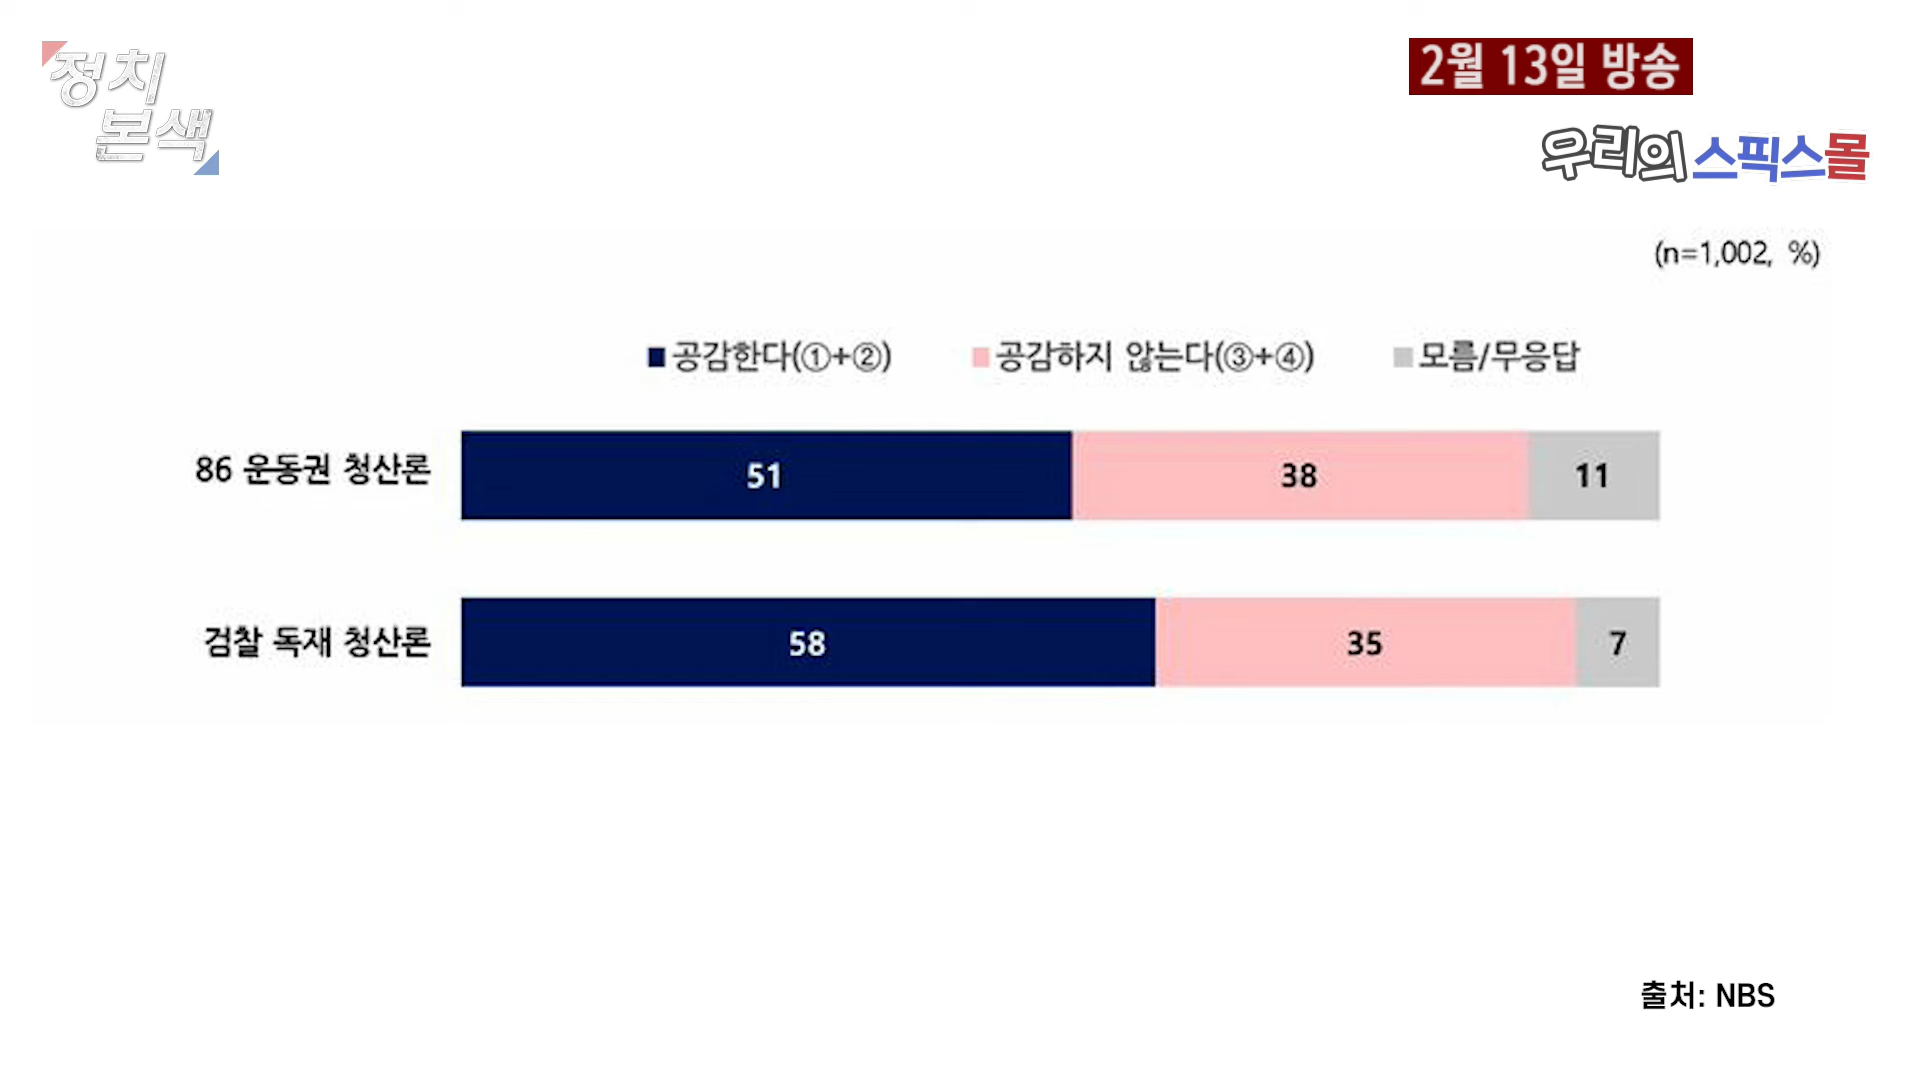 정치
본색
2월 13일 방송
우리의 스픽스몰
(n=1,002, %)
공감한다(①+②) 공감하지 않는다(③+④) 모름/무응답
86 운동권 청산론 51 38 11
검찰 독재 청산론 58 35 7
출처: NBS